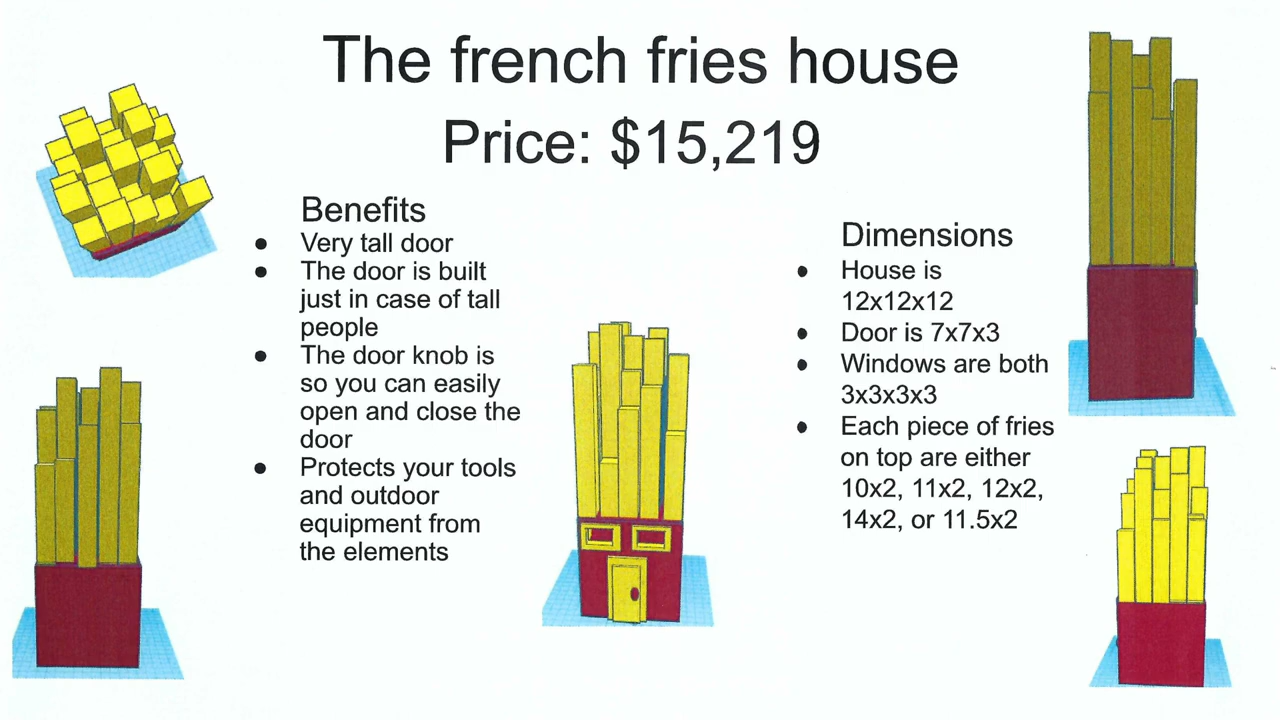 The french fries house
Price: $15,219
Benefits
● Very tall door
● The door is built
just in case of tall
people
● The door knob is
so you can easily
open and close the
door
● Protects your tools
and outdoor
equipment from
the elements
Dimensions
● House is
12x12x12
● Door is 7x7x3
● Windows are both
3x3x3x3
● Each piece of fries
on top are either
10x2, 11x2, 12x2,
14x2, or 11.5x2